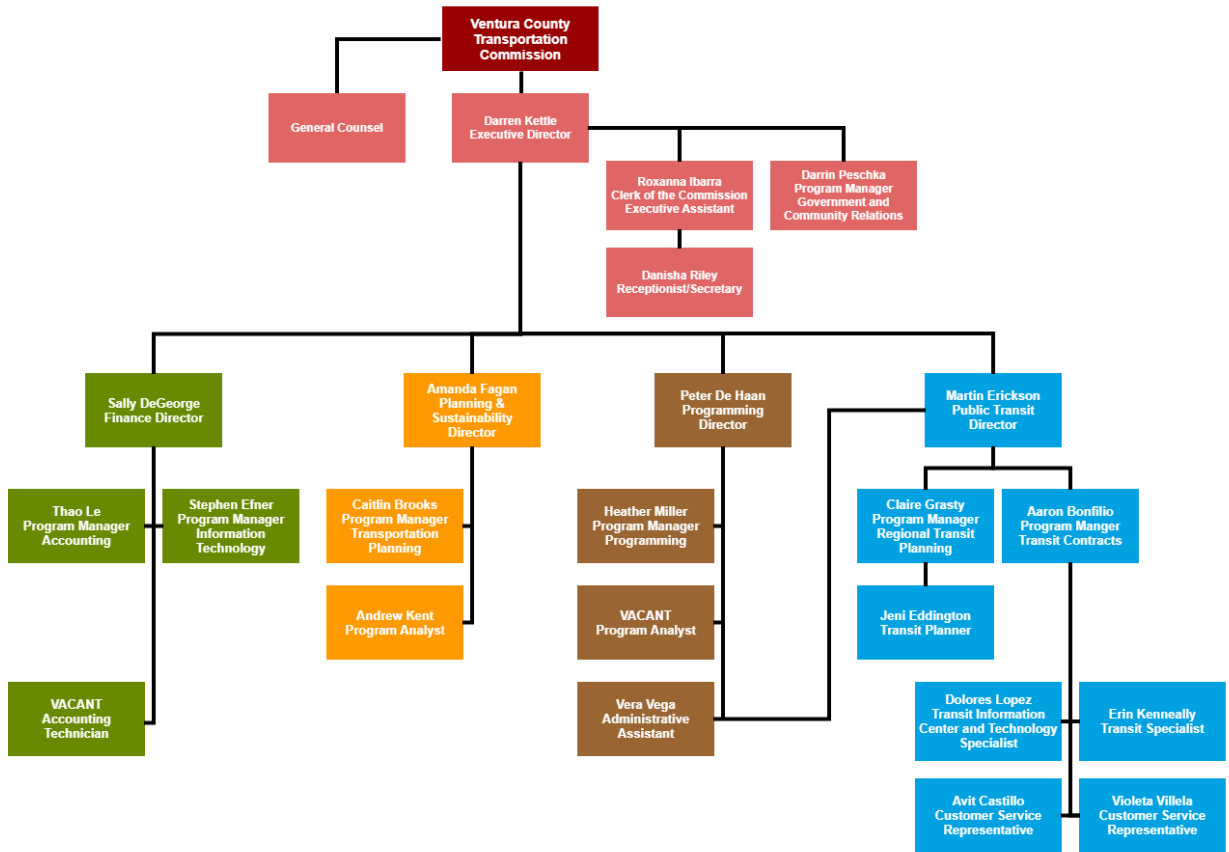 Ventura County
Transportation
Commission
General Counsel
Darren Kettle
Executive Director
Roxanna Ibarra
Clerk of the Commission
Executive Assistant
Darrin Peschka
Program Manager
Government and
Community Relations
Danisha Riley
Receptionist/Secretary
Sally DeGeorge
Finance Director
Amanda Fagan
Planning &
Sustainability
Director
Peter De Haan
Programming
Director
Martin Erickson
Public Transit
Director
Thao Le
Program Manager
Accounting
Stephen Efner
Program Manager
Information
Technology
Caitlin Brooks
Program Manager
Transportation
Planning
Heather Miller
Program Manager
Programming
Claire Grasty
Program Manager
Regional Transit
Planning
Aaron Bonfilio
Program Manger
Transit Contracts
Andrew Kent
Program Analyst
VACANT
Program Analyst
Jeni Eddington
Transit Planner
VACANT
Accounting
Technician
Vera Vega
Administrative
Assistant
Dolores Lopez
Transit Information
Center and Technology
Specialist
Erin Kenneally
Transit Specialist
Avit Castillo
Customer Service
Representative
Violeta Villela
Customer Service
Representative